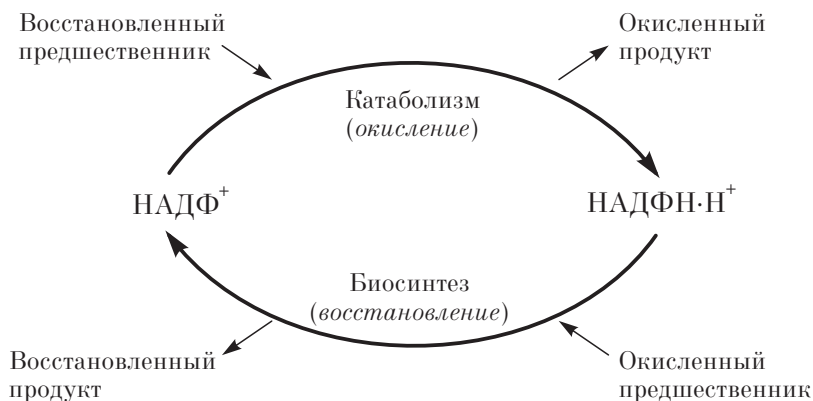 Восстановленный
предшественник
Окисленный
продукт
Катаболизм
(окисление)
НАДФ⁺
НАДФН·Н⁺
Биосинтез
(восстановление)
Восстановленный
продукт
Окисленный
предшественник